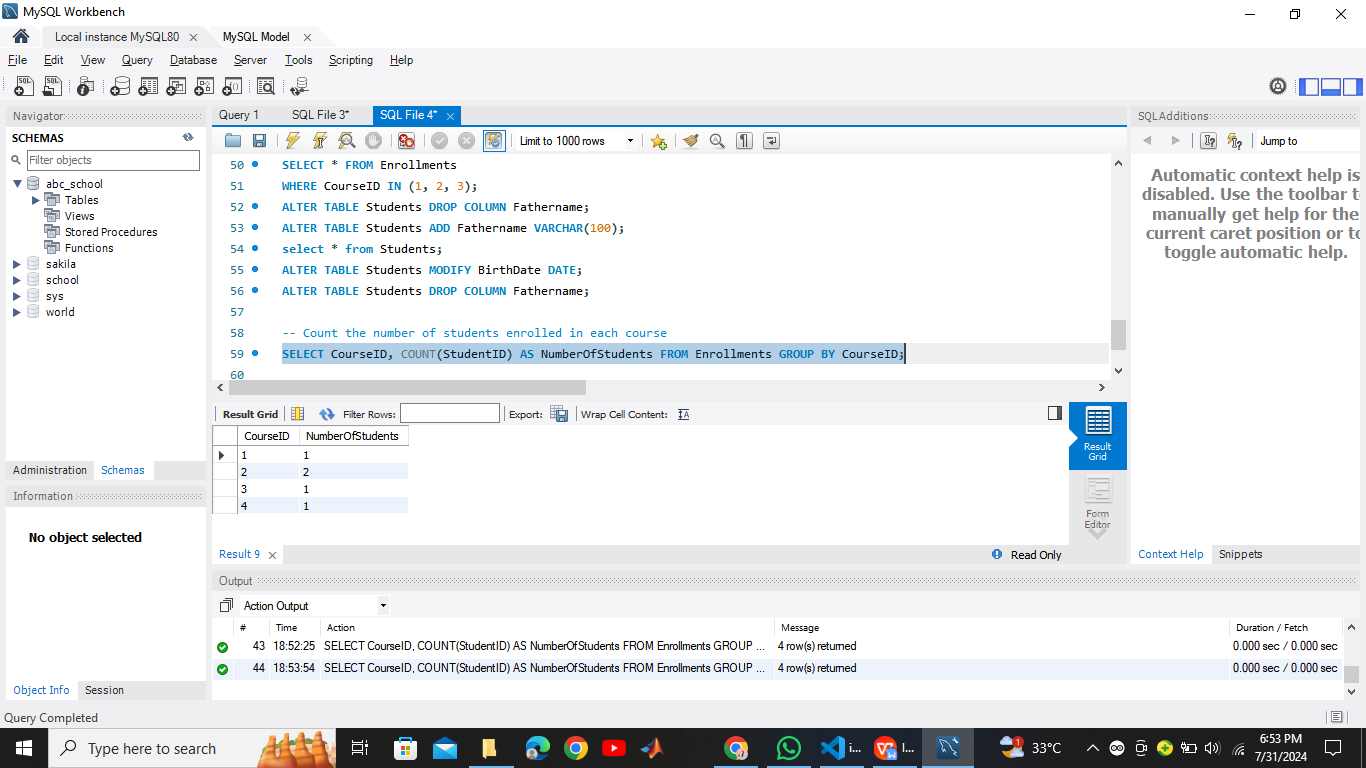 MySQL Workbench
Local instance MySQL80
MySQL Model
File Edit View Query Database Server Tools Scripting Help
Navigator
SCHEMAS
Filter objects
abc_school
Tables
Views
Stored Procedures
Functions
sakila
school
sys
world
Administration Schemas
Information
No object selected
Object Info Session
Query 1 SQL File 3* SQL File 4*
Limit to 1000 rows
50 SELECT * FROM Enrollments
51 WHERE CourseID IN (1, 2, 3);
52 ALTER TABLE Students DROP COLUMN Fathername;
53 ALTER TABLE Students ADD Fathername VARCHAR(100);
54 select * from Students;
55 ALTER TABLE Students MODIFY BirthDate DATE;
56 ALTER TABLE Students DROP COLUMN Fathername;
57
58 -- Count the number of students enrolled in each course
59 SELECT CourseID, COUNT(StudentID) AS NumberOfStudents FROM Enrollments GROUP BY CourseID;
60
Result Grid Filter Rows: Export: Wrap Cell Content:
CourseID NumberOfStudents
1 1
2 2
3 1
4 1
Result Grid
Form Editor
Result 9
Read Only
SQLAdditions
Jump to
Automatic context help is
disabled. Use the toolbar t
manually get help for the
current caret position or to
toggle automatic help.
Context Help Snippets
Output
Action Output
# Time Action Message Duration / Fetch
43 18:52:25 SELECT CourseID, COUNT(StudentID) AS NumberOfStudents FROM Enrollments GROUP ... 4 row(s) returned 0.000 sec / 0.000 sec
44 18:53:54 SELECT CourseID, COUNT(StudentID) AS NumberOfStudents FROM Enrollments GROUP ... 4 row(s) returned 0.000 sec / 0.000 sec
Query Completed
Type here to search
i...
I...
1
33°C
6:53 PM
7/31/2024